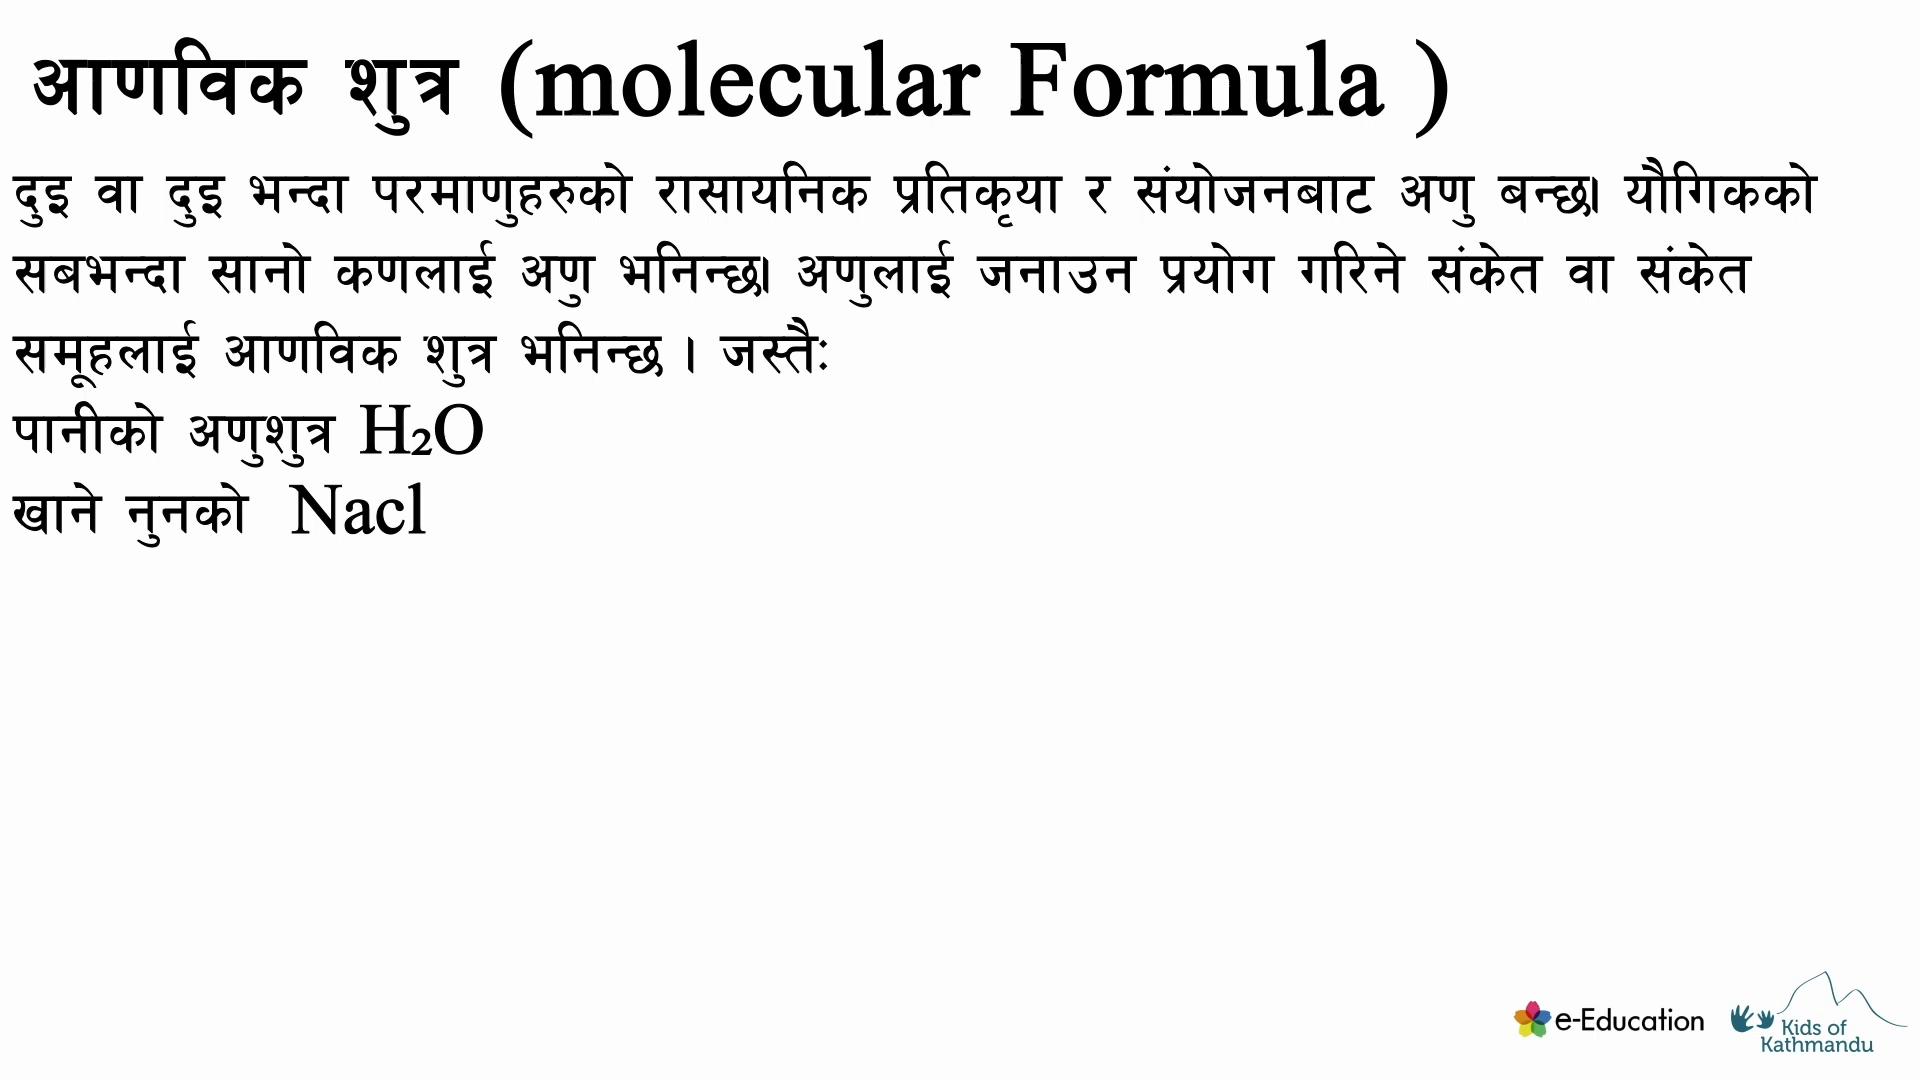 आणविक शुत्र (molecular Formula )
दुइ वा दुइ भन्दा परमाणुहरुको रासायनिक प्रतिकृया र संयोजनबाट अणु बन्छ। यौगिकको
सबभन्दा सानो कणलाई अणु भनिन्छ। अणुलाई जनाउन प्रयोग गरिने संकेत वा संकेत
समूहलाई आणविक शुत्र भनिन्छ । जस्तैः
पानीको अणुशुत्र H₂O
खाने नुनको Nacl
e-Education
Kids of
Kathmandu